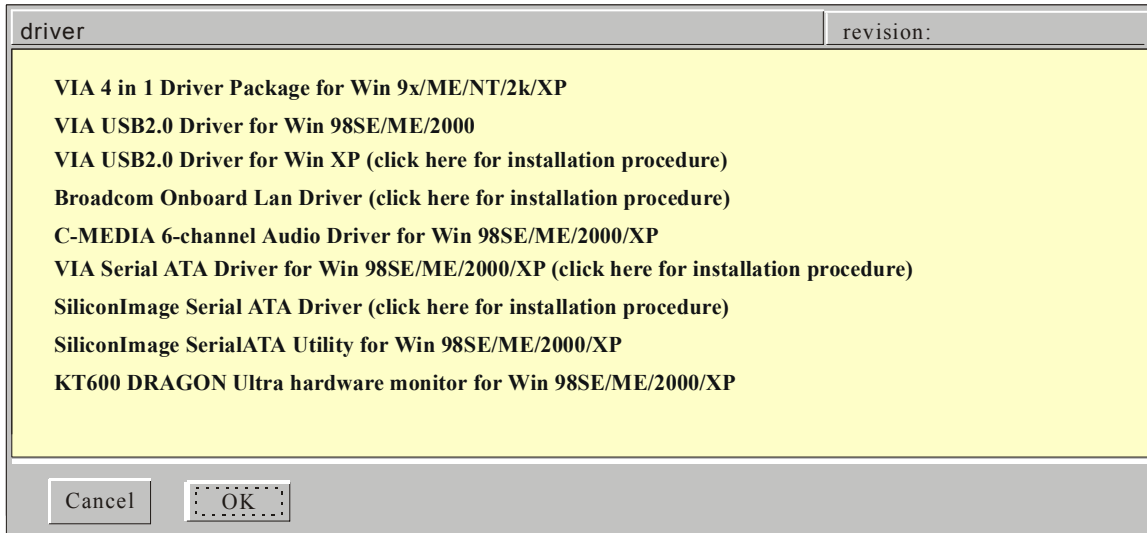 driver
revision:
VIA 4 in 1 Driver Package for Win 9x/ME/NT/2k/XP
VIA USB2.0 Driver for Win 98SE/ME/2000
VIA USB2.0 Driver for Win XP (click here for installation procedure)
Broadcom Onboard Lan Driver (click here for installation procedure)
C-MEDIA 6-channel Audio Driver for Win 98SE/ME/2000/XP
VIA Serial ATA Driver for Win 98SE/ME/2000/XP (click here for installation procedure)
SiliconImage Serial ATA Driver (click here for installation procedure)
SiliconImage SerialATA Utility for Win 98SE/ME/2000/XP
KT600 DRAGON Ultra hardware monitor for Win 98SE/ME/2000/XP
Cancel
OK